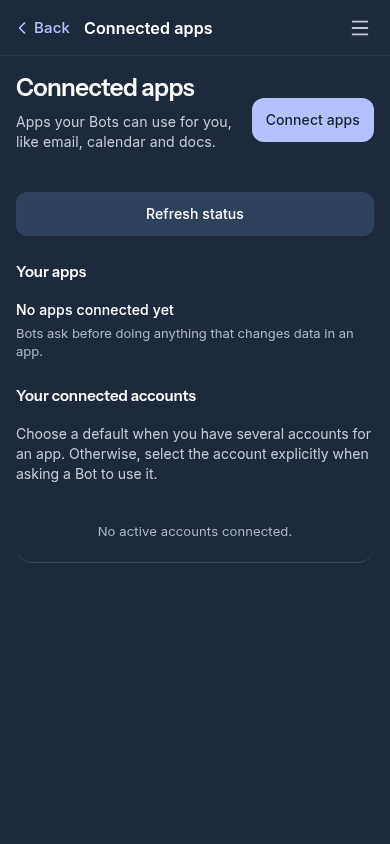 Back
Connected apps
Connected apps
Apps your Bots can use for you,
like email, calendar and docs.
Connect apps
Refresh status
Your apps
No apps connected yet
Bots ask before doing anything that changes data in an
app.
Your connected accounts
Choose a default when you have several accounts for
an app. Otherwise, select the account explicitly when
asking a Bot to use it.
No active accounts connected.